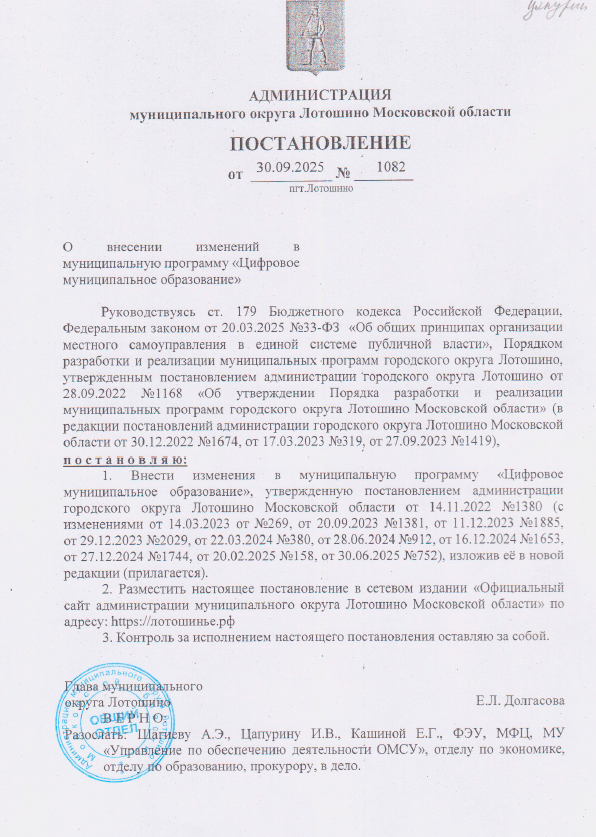 АДМИНИСТРАЦИЯ
муниципального округа Лотошино Московской области
ПОСТАНОВЛЕНИЕ
от 30.09.2025 № 1082
пгт.Лотошино
О внесении изменений в
муниципальную программу «Цифровое
муниципальное образование»
Руководствуясь ст. 179 Бюджетного кодекса Российской Федерации,
Федеральным законом от 20.03.2025 №33-ФЗ «Об общих принципах организации
местного самоуправления в единой системе публичной власти», Порядком
разработки и реализации муниципальных программ городского округа Лотошино,
утвержденным постановлением администрации городского округа Лотошино от
28.09.2022 №1168 «Об утверждении Порядка разработки и реализации
муниципальных программ городского округа Лотошино Московской области» (в
редакции постановлений администрации городского округа Лотошино Московской
области от 30.12.2022 №1674, от 17.03.2023 №319, от 27.09.2023 №1419),
п о с т а н о в л я ю:
1. Внести изменения в муниципальную программу «Цифровое
муниципальное образование», утвержденную постановлением администрации
городского округа Лотошино Московской области от 14.11.2022 №1380 (с
изменениями от 14.03.2023 от №269, от 20.09.2023 №1381, от 11.12.2023 №1885,
от 29.12.2023 №2029, от 22.03.2024 №380, от 28.06.2024 №912, от 16.12.2024 №1653,
от 27.12.2024 №1744, от 20.02.2025 №158, от 30.06.2025 №752), изложив её в новой
редакции (прилагается).
2. Разместить настоящее постановление в сетевом издании «Официальный
сайт администрации муниципального округа Лотошино Московской области» по
адресу: https://лотошинье.рф
3. Контроль за исполнением настоящего постановления оставляю за собой.
Глава муниципального
округа Лотошино Е.Л. Долгасова
ВЕРНО:
Разослать: Шагиеву А.Э., Цапурину И.В., Кашиной Е.Г., ФЭУ, МФЦ, МУ
«Управление по обеспечению деятельности ОМСУ», отделу по экономике,
отделу по образованию, прокурору, в дело.
ОБЩИЙ
ОТДЕЛ